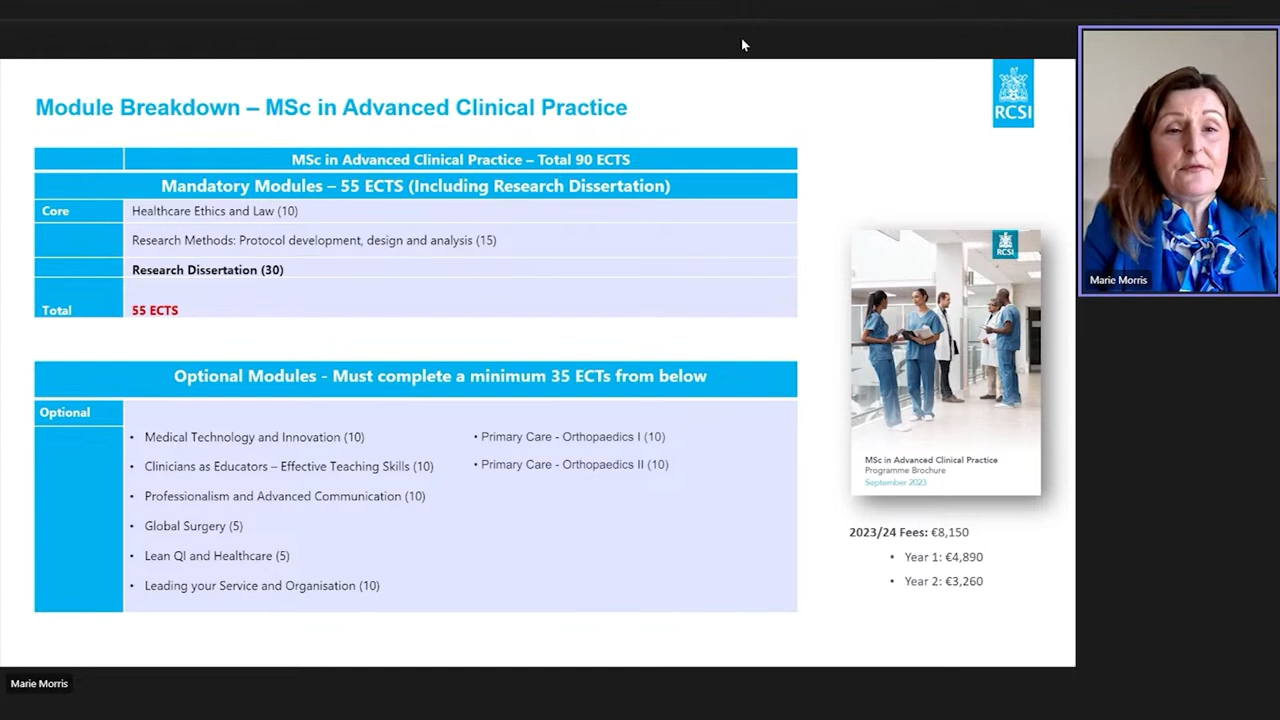 RCSI
Module Breakdown – MSc in Advanced Clinical Practice
MSc in Advanced Clinical Practice – Total 90 ECTS
Mandatory Modules – 55 ECTS (Including Research Dissertation)
Core
Healthcare Ethics and Law (10)
Research Methods: Protocol development, design and analysis (15)
Research Dissertation (30)
Total
55 ECTS
Optional Modules - Must complete a minimum 35 ECTs from below
Optional
• Medical Technology and Innovation (10)
• Clinicians as Educators – Effective Teaching Skills (10)
• Professionalism and Advanced Communication (10)
• Global Surgery (5)
• Lean QI and Healthcare (5)
• Leading your Service and Organisation (10)
• Primary Care - Orthopaedics I (10)
• Primary Care - Orthopaedics II (10)
RCSI
MSc in Advanced Clinical Practice
Programme Brochure
September 2023
2023/24 Fees: €8,150
• Year 1: €4,890
• Year 2: €3,260
Marie Morris
Marie Morris